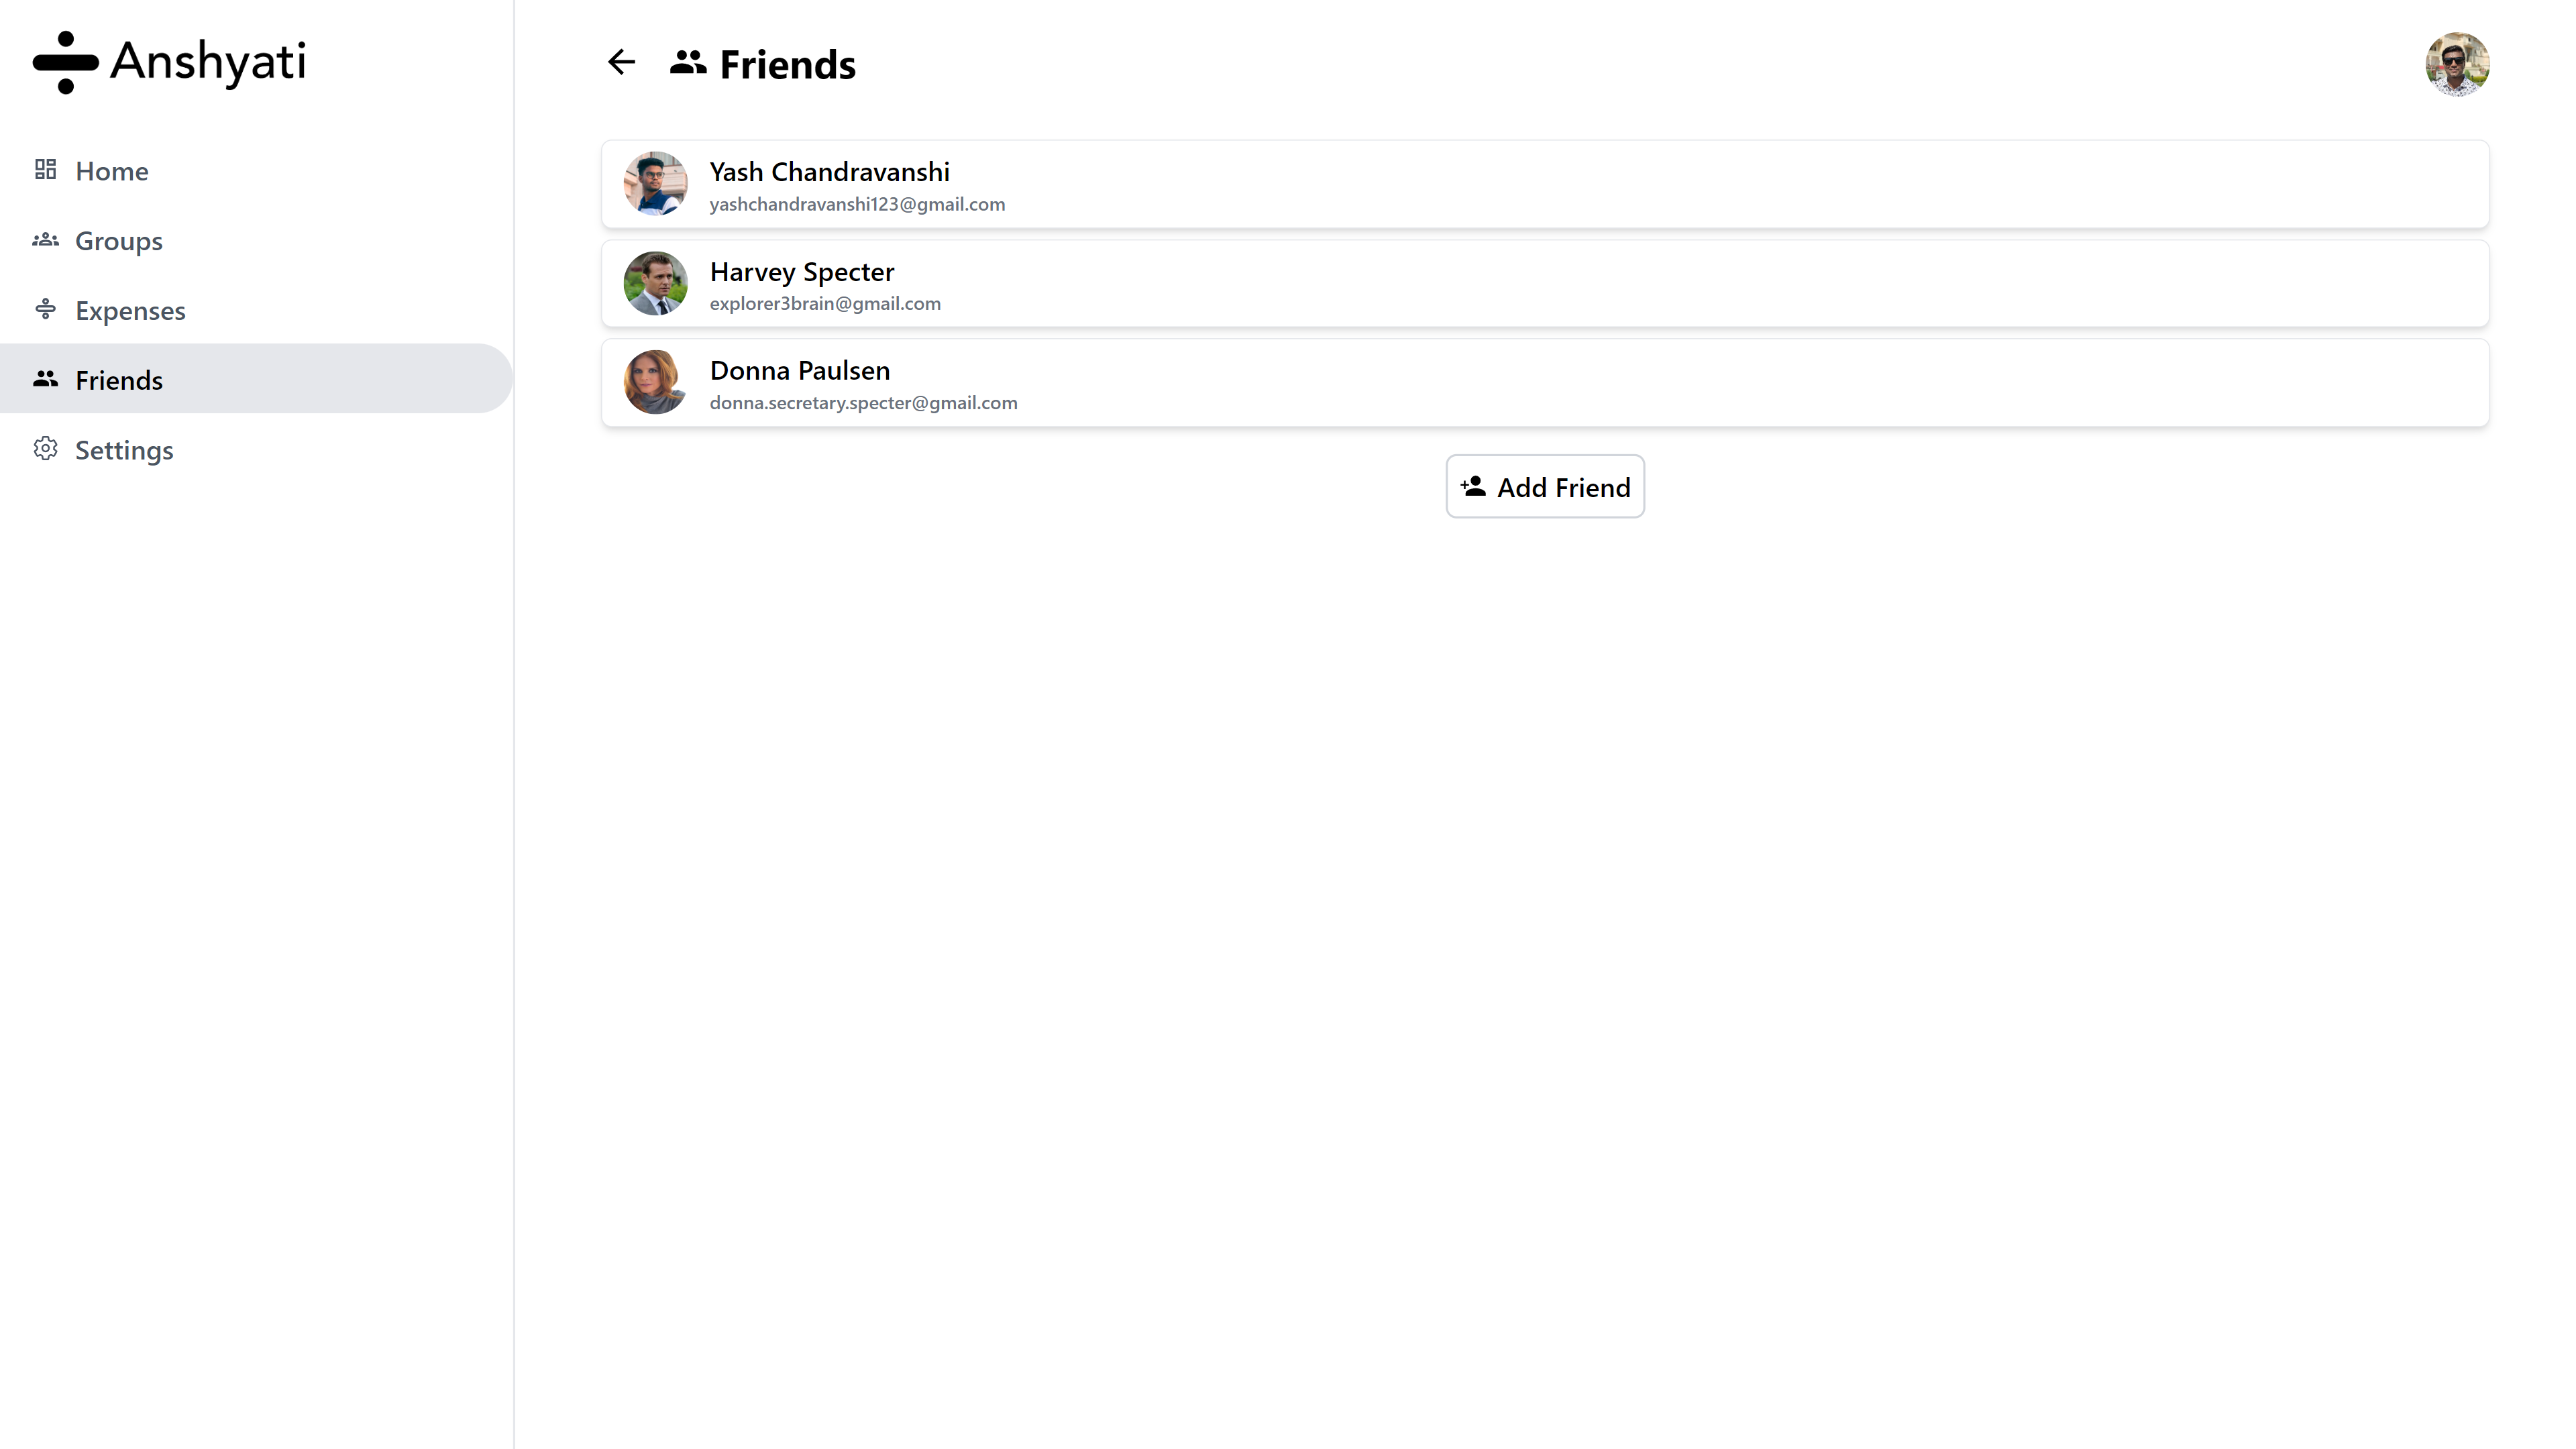 Anshyati
Home
Groups
Expenses
Friends
Settings
Friends
Yash Chandravanshi
yashchandravanshi123@gmail.com
Harvey Specter
explorer3brain@gmail.com
Donna Paulsen
donna.secretary.specter@gmail.com
Add Friend